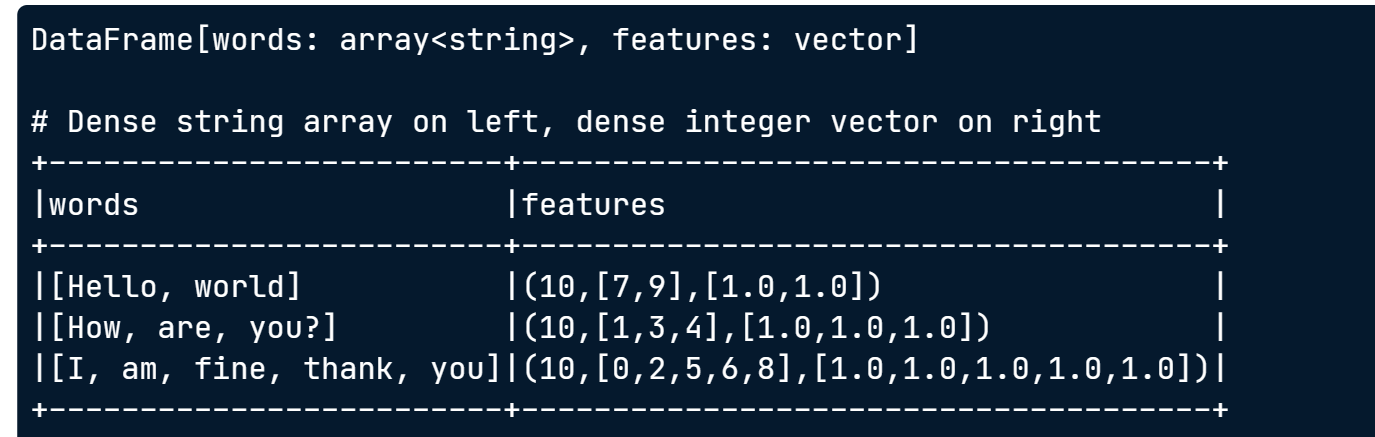 DataFrame[words: array<string>, features: vector]
# Dense string array on left, dense integer vector on right
+-------------------------+--------------------------------------+
|words                    |features                              |
+-------------------------+--------------------------------------+
|[Hello, world]           |(10,[7,9],[1.0,1.0])                  |
|[How, are, you?]         |(10,[1,3,4],[1.0,1.0,1.0])            |
|[I, am, fine, thank, you]|(10,[0,2,5,6,8],[1.0,1.0,1.0,1.0,1.0])|
+-------------------------+--------------------------------------+